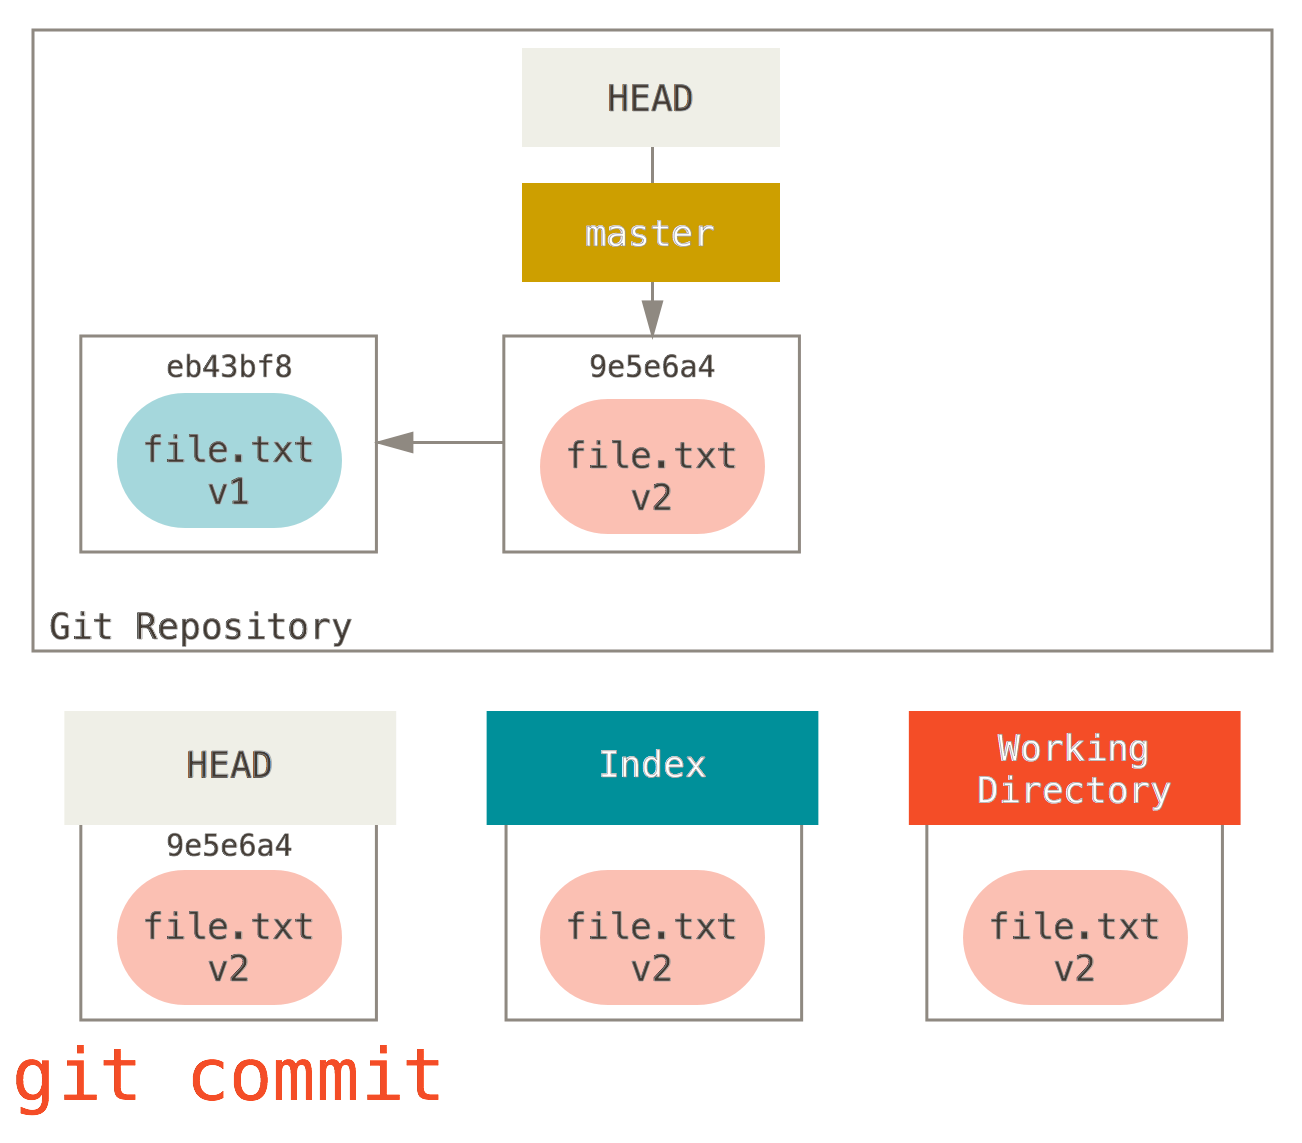 HEAD
master
eb43bf8
file.txt
v1
9e5e6a4
file.txt
v2
Git Repository
HEAD
9e5e6a4
file.txt
v2
Index
file.txt
v2
Working
Directory
file.txt
v2
git commit